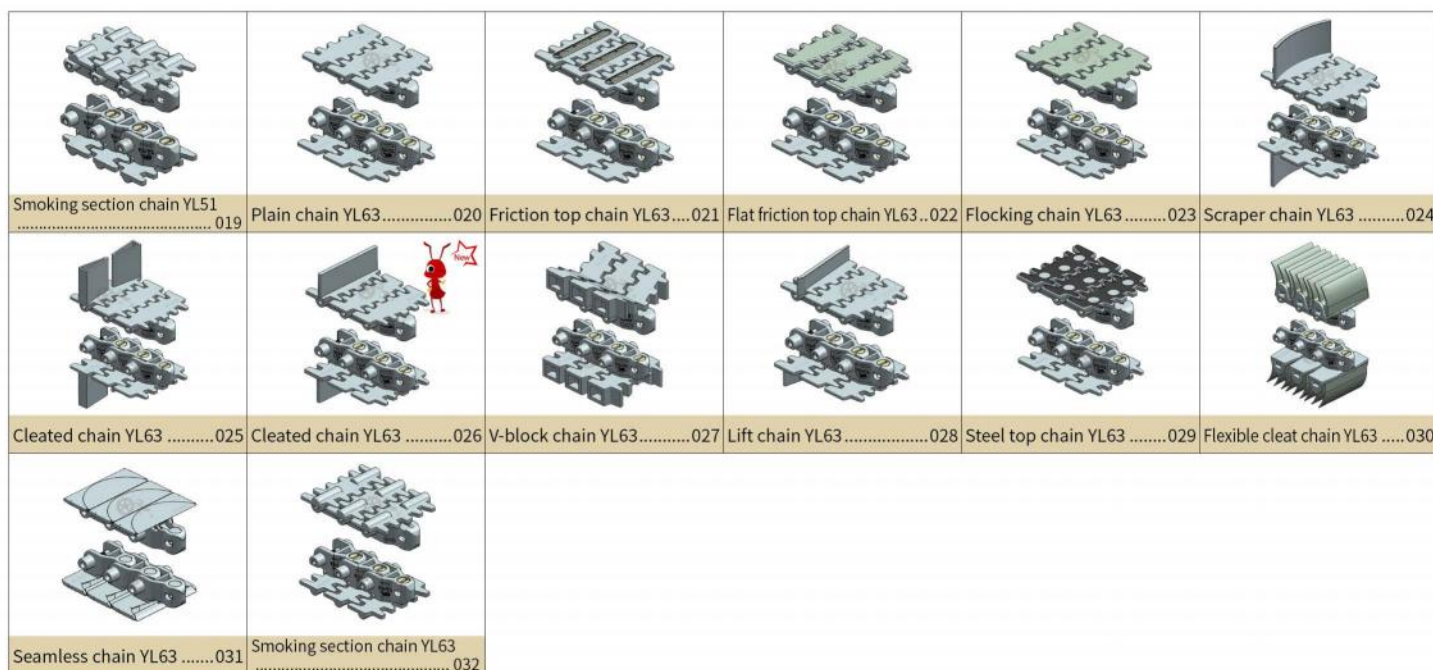 Smoking section chain YL51
............................................. 019
Plain chain YL63...............020
Friction top chain YL63....021
Flat friction top chain YL63..022
Flocking chain YL63 .........023
Scraper chain YL63 ..........024
New
Cleated chain YL63 ..........025
Cleated chain YL63 ...........026
V-block chain YL63...........027
Lift chain YL63..................028
Steel top chain YL63 ........029
Flexible cleat chain YL63 .....030
Seamless chain YL63 .......031
Smoking section chain YL63
............................................. 032